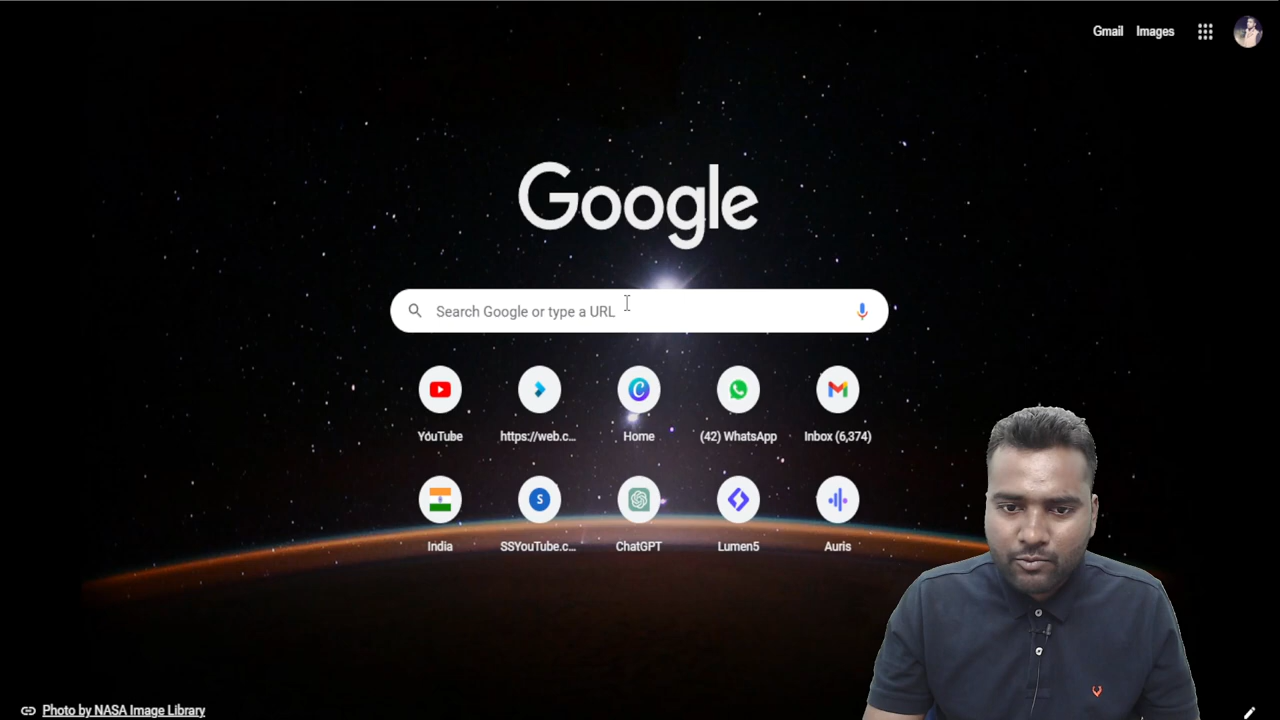 Gmail Images
Google
Search Google or type a URL
YouTube https://web.c... Home (42) WhatsApp Inbox (6,374)
S
India SSYouTube.c... ChatGPT Lumen5 Auris
Photo by NASA Image Library